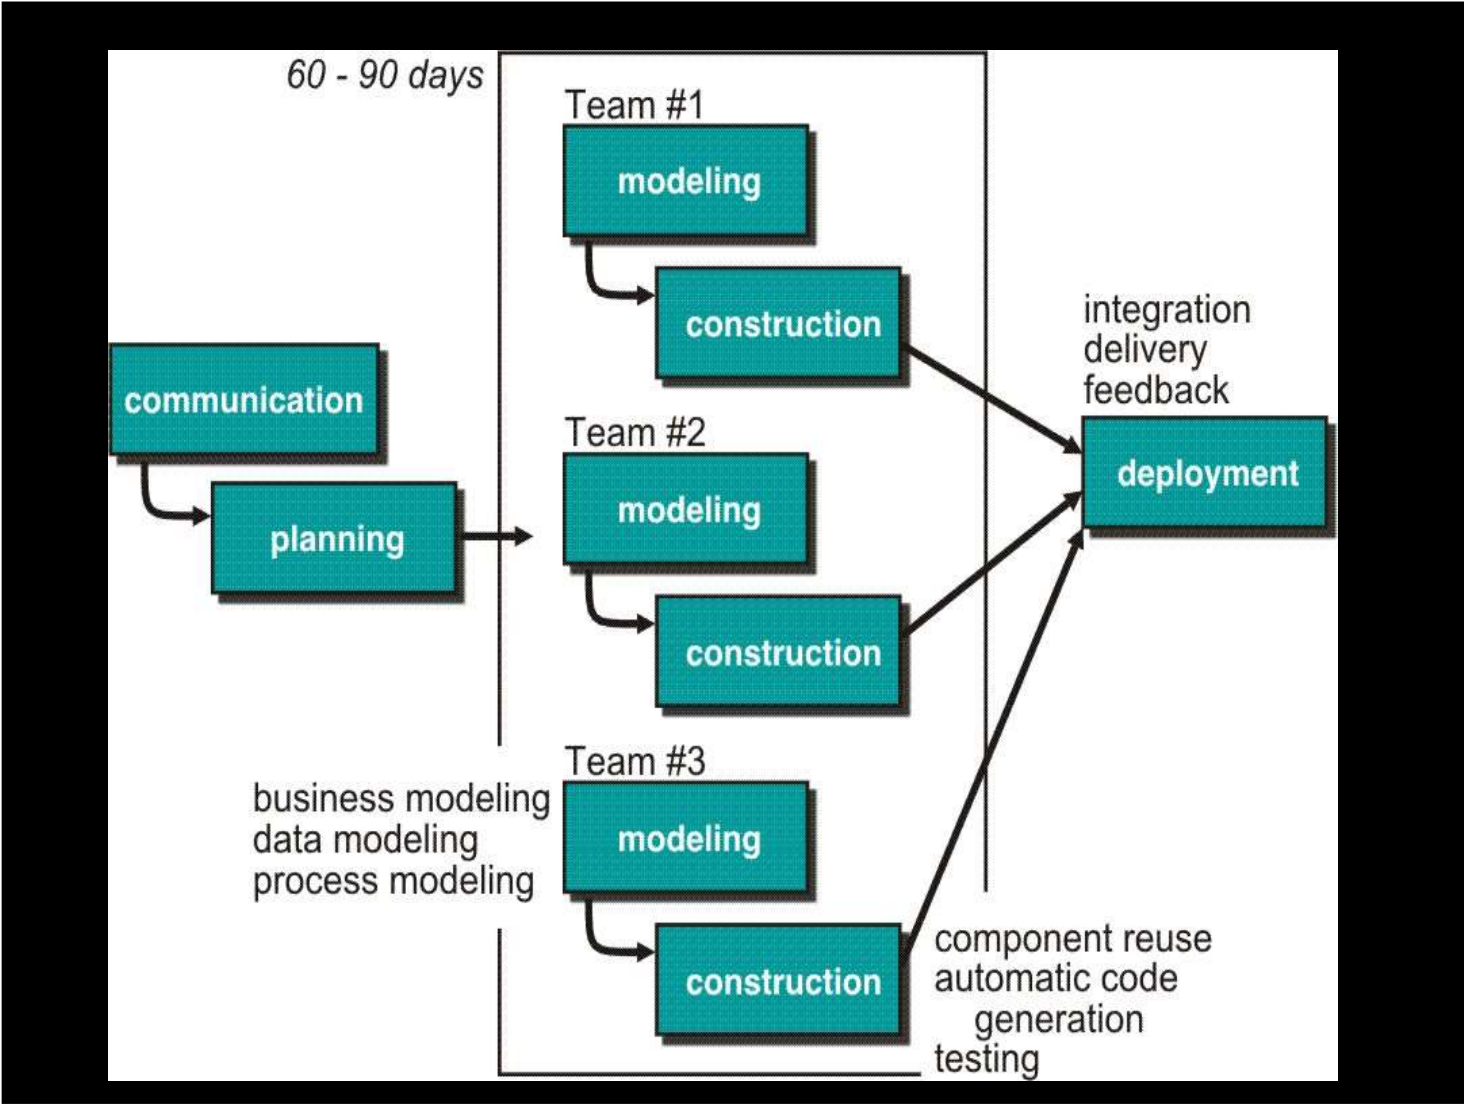 60 - 90 days
Team #1
modeling
construction
communication
planning
Team #2
modeling
construction
integration
delivery
feedback
deployment
Team #3
business modeling
data modeling
process modeling
modeling
construction
component reuse
automatic code
generation
testing